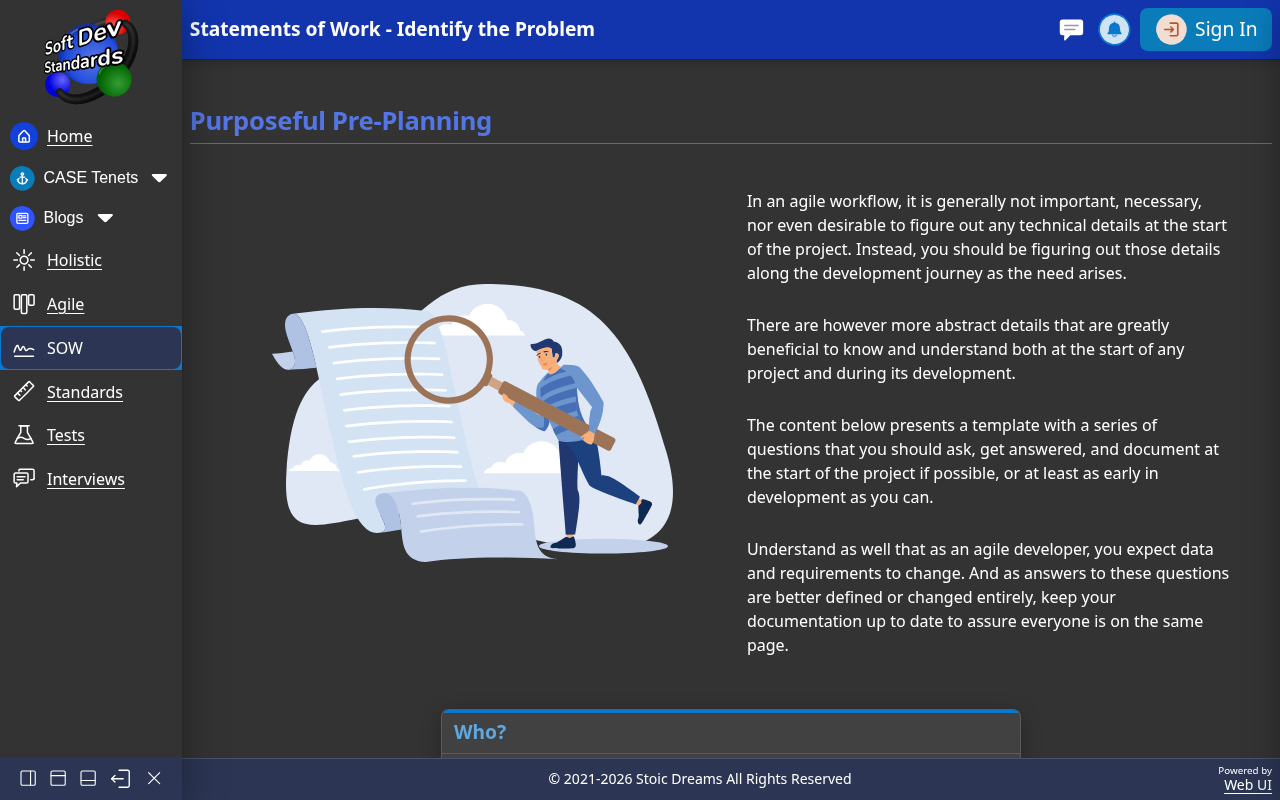 Soft Dev
Standards
Statements of Work - Identify the Problem
Sign In
Home
CASE Tenets
Blogs
Holistic
Agile
SOW
Standards
Tests
Interviews
Purposeful Pre-Planning
In an agile workflow, it is generally not important, necessary,
nor even desirable to figure out any technical details at the start
of the project. Instead, you should be figuring out those details
along the development journey as the need arises.
There are however more abstract details that are greatly
beneficial to know and understand both at the start of any
project and during its development.
The content below presents a template with a series of
questions that you should ask, get answered, and document at
the start of the project if possible, or at least as early in
development as you can.
Understand as well that as an agile developer, you expect data
and requirements to change. And as answers to these questions
are better defined or changed entirely, keep your
documentation up to date to assure everyone is on the same
page.
Who?
© 2021-2026 Stoic Dreams All Rights Reserved
Powered by
Web UI